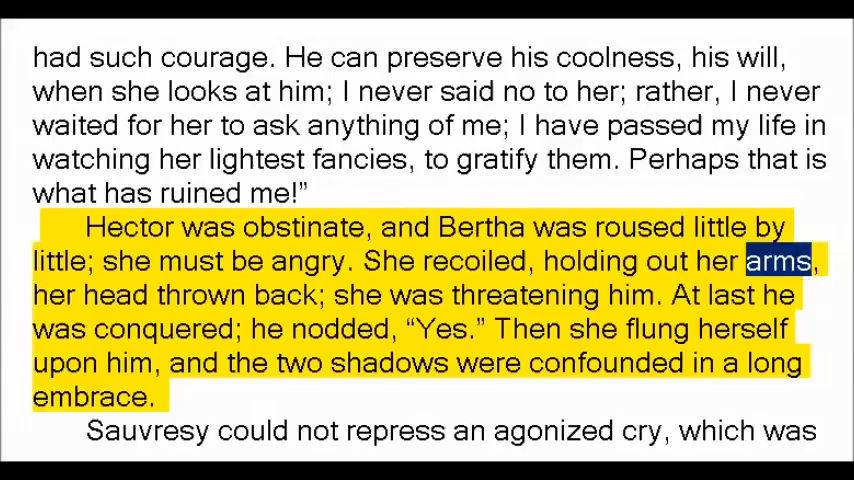 had such courage. He can preserve his coolness, his will,
when she looks at him; I never said no to her; rather, I never
waited for her to ask anything of me; I have passed my life in
watching her lightest fancies, to gratify them. Perhaps that is
what has ruined me!”
Hector was obstinate, and Bertha was roused little by
little; she must be angry. She recoiled, holding out her arms,
her head thrown back; she was threatening him. At last he
was conquered; he nodded, “Yes.” Then she flung herself
upon him, and the two shadows were confounded in a long
embrace.
Sauvresy could not repress an agonized cry, which was